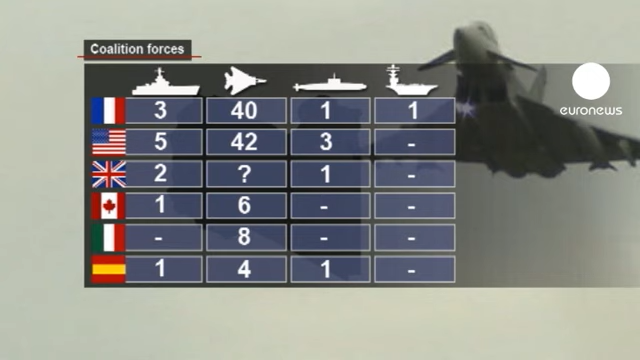 Coalition forces
euronews
3 40 1 1
5 42 3 -
2 ? 1 -
1 6 - -
- 8 - -
1 4 1 -